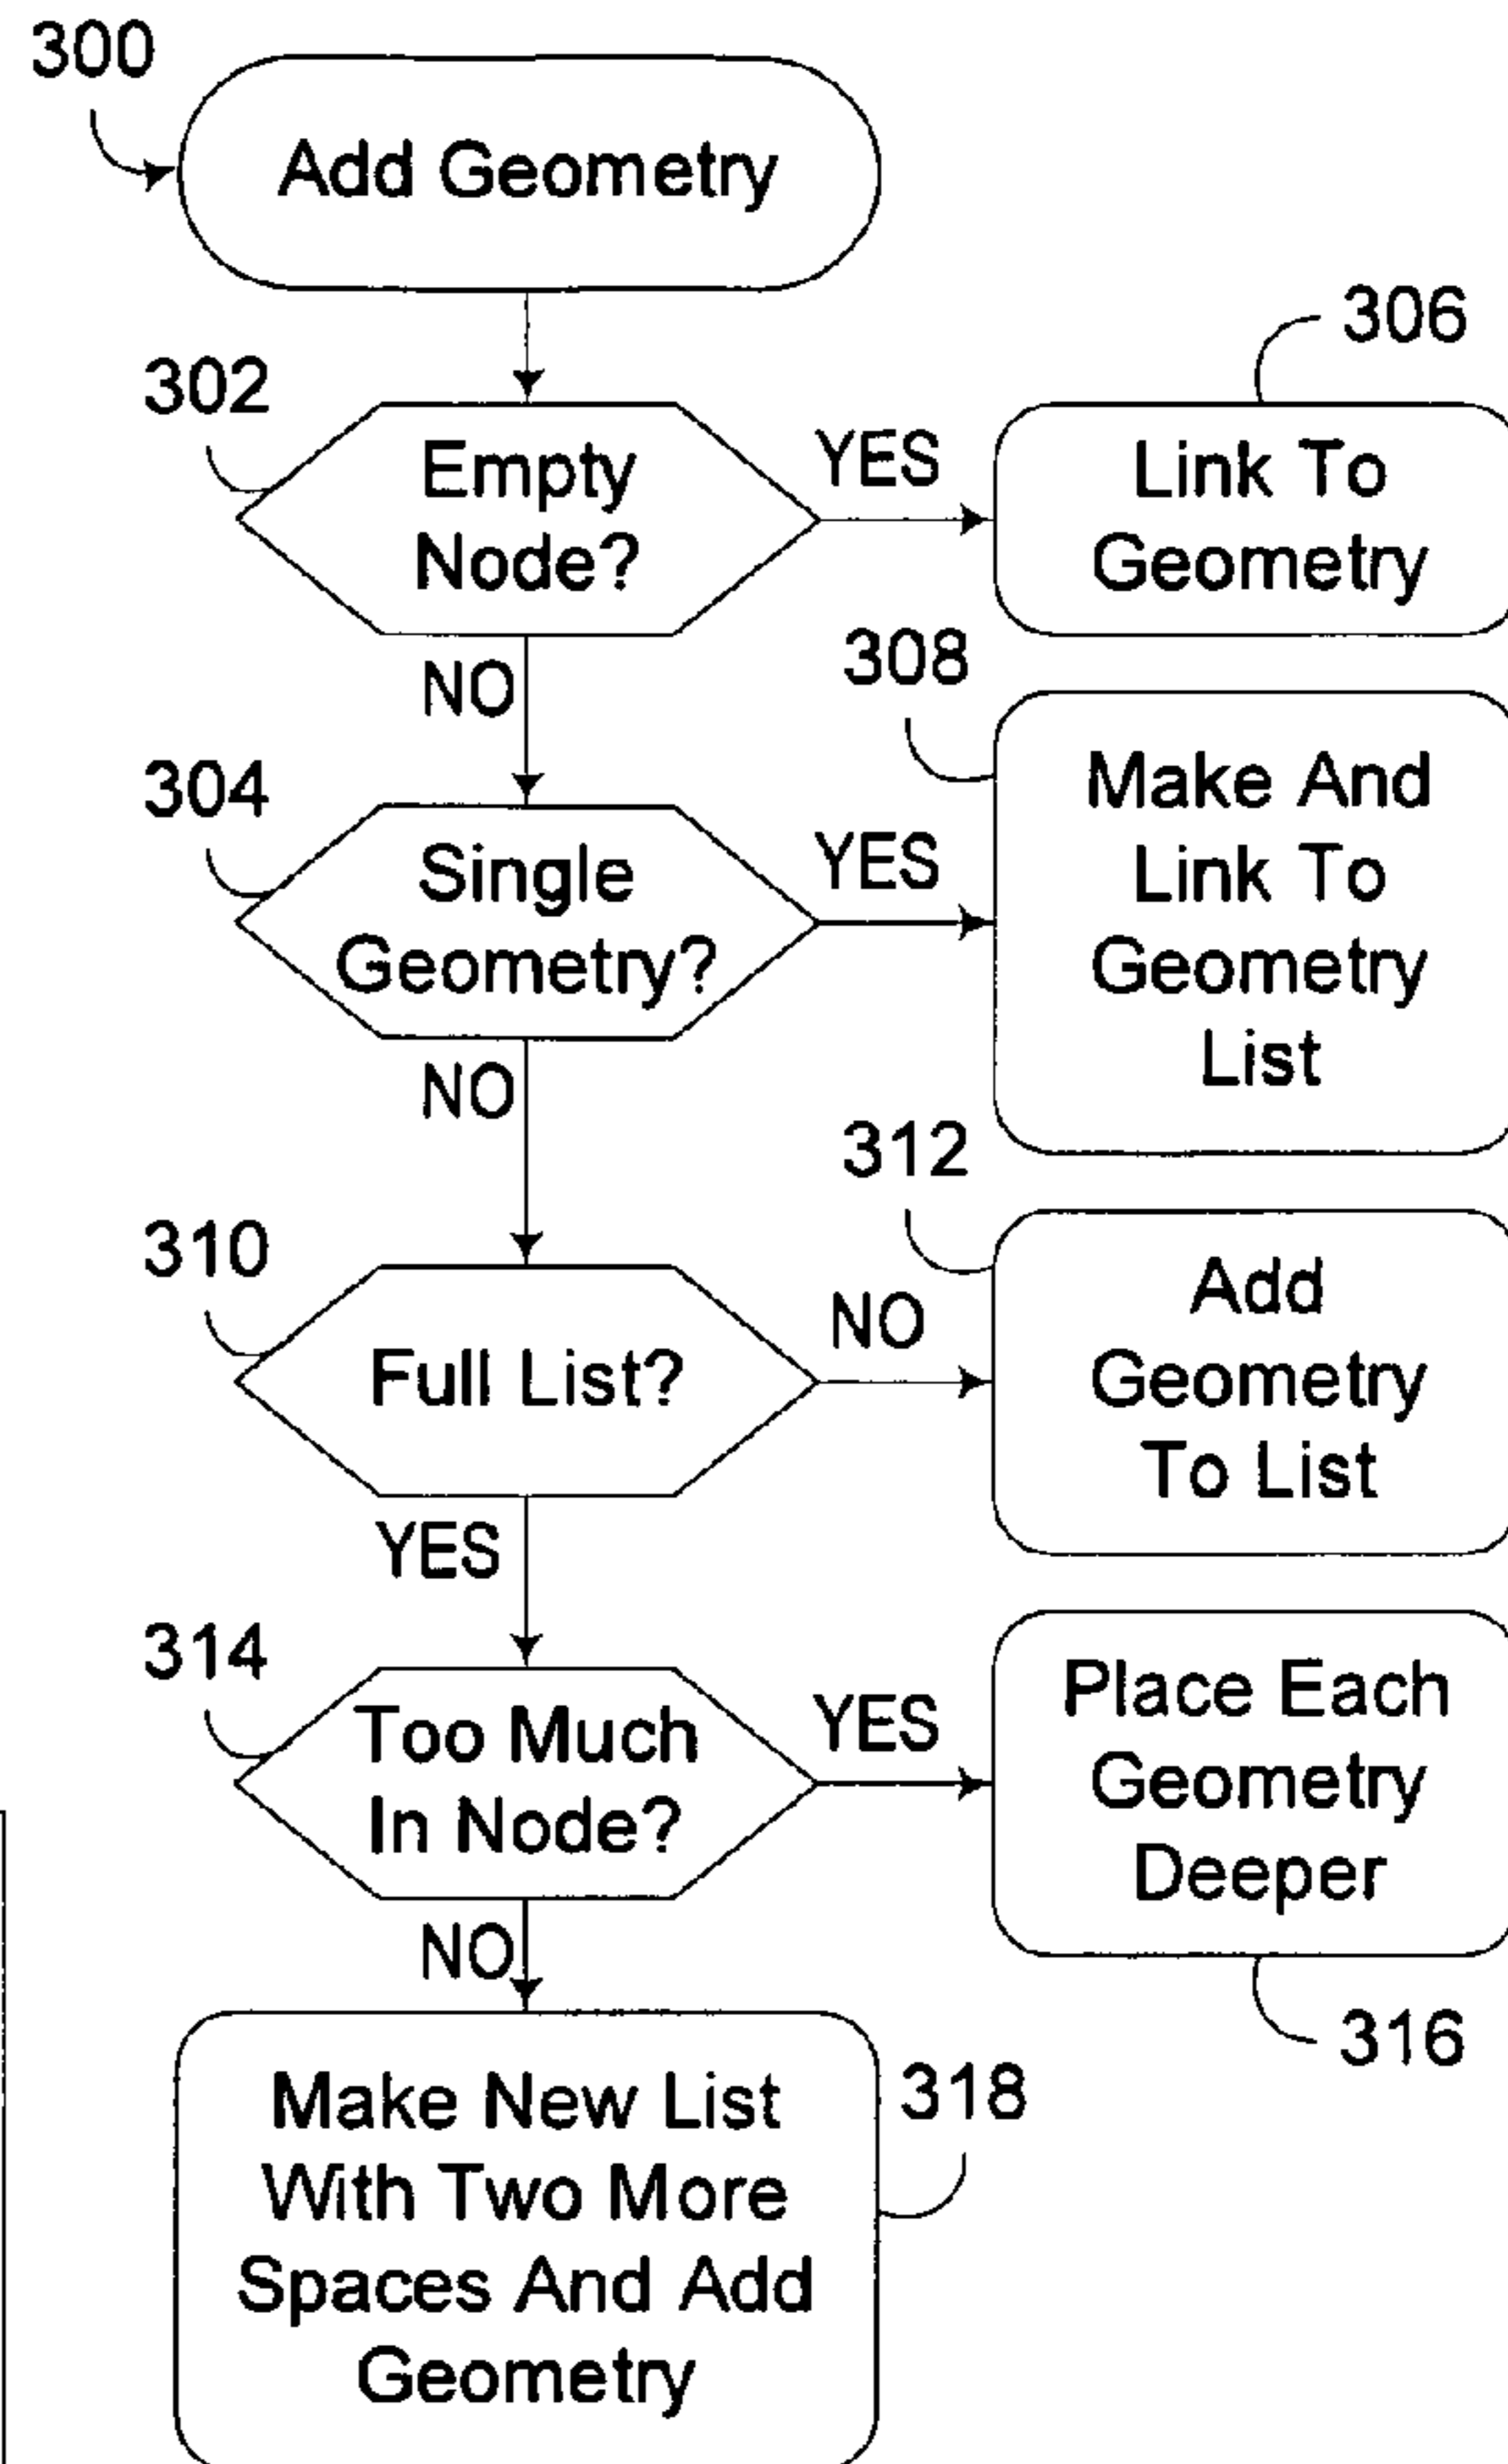 300
Add Geometry
302
Empty
Node?
YES
306
Link To
Geometry
NO
304
Single
Geometry?
YES
308
Make And
Link To
Geometry
List
NO
310
Full List?
NO
312
Add
Geometry
To List
YES
314
Too Much
In Node?
YES
Place Each
Geometry
Deeper
316
NO
Make New List
With Two More
Spaces And Add
Geometry
318